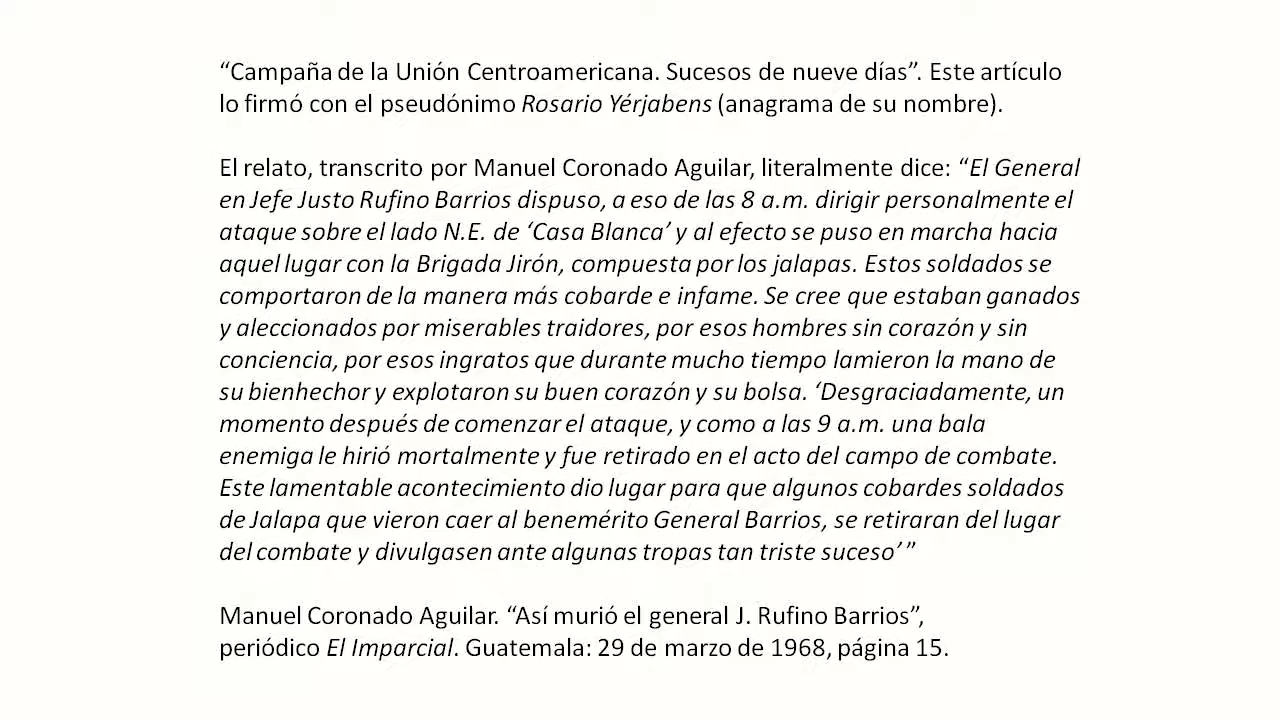 “Campaña de la Unión Centroamericana. Sucesos de nueve días”. Este artículo
lo firmó con el pseudónimo Rosario Yérjabens (anagrama de su nombre).
El relato, transcrito por Manuel Coronado Aguilar, literalmente dice: “El General
en Jefe Justo Rufino Barrios dispuso, a eso de las 8 a.m. dirigir personalmente el
ataque sobre el lado N.E. de ‘Casa Blanca’ y al efecto se puso en marcha hacia
aquel lugar con la Brigada Jirón, compuesta por los jalapas. Estos soldados se
comportaron de la manera más cobarde e infame. Se cree que estaban ganados
y aleccionados por miserables traidores, por esos hombres sin corazón y sin
conciencia, por esos ingratos que durante mucho tiempo lamieron la mano de
su bienhechor y explotaron su buen corazón y su bolsa. ‘Desgraciadamente, un
momento después de comenzar el ataque, y como a las 9 a.m. una bala
enemiga le hirió mortalmente y fue retirado en el acto del campo de combate.
Este lamentable acontecimiento dio lugar para que algunos cobardes soldados
de Jalapa que vieron caer al benemérito General Barrios, se retiraran del lugar
del combate y divulgasen ante algunas tropas tan triste suceso’”
Manuel Coronado Aguilar. “Así murió el general J. Rufino Barrios”,
periódico El Imparcial. Guatemala: 29 de marzo de 1968, página 15.